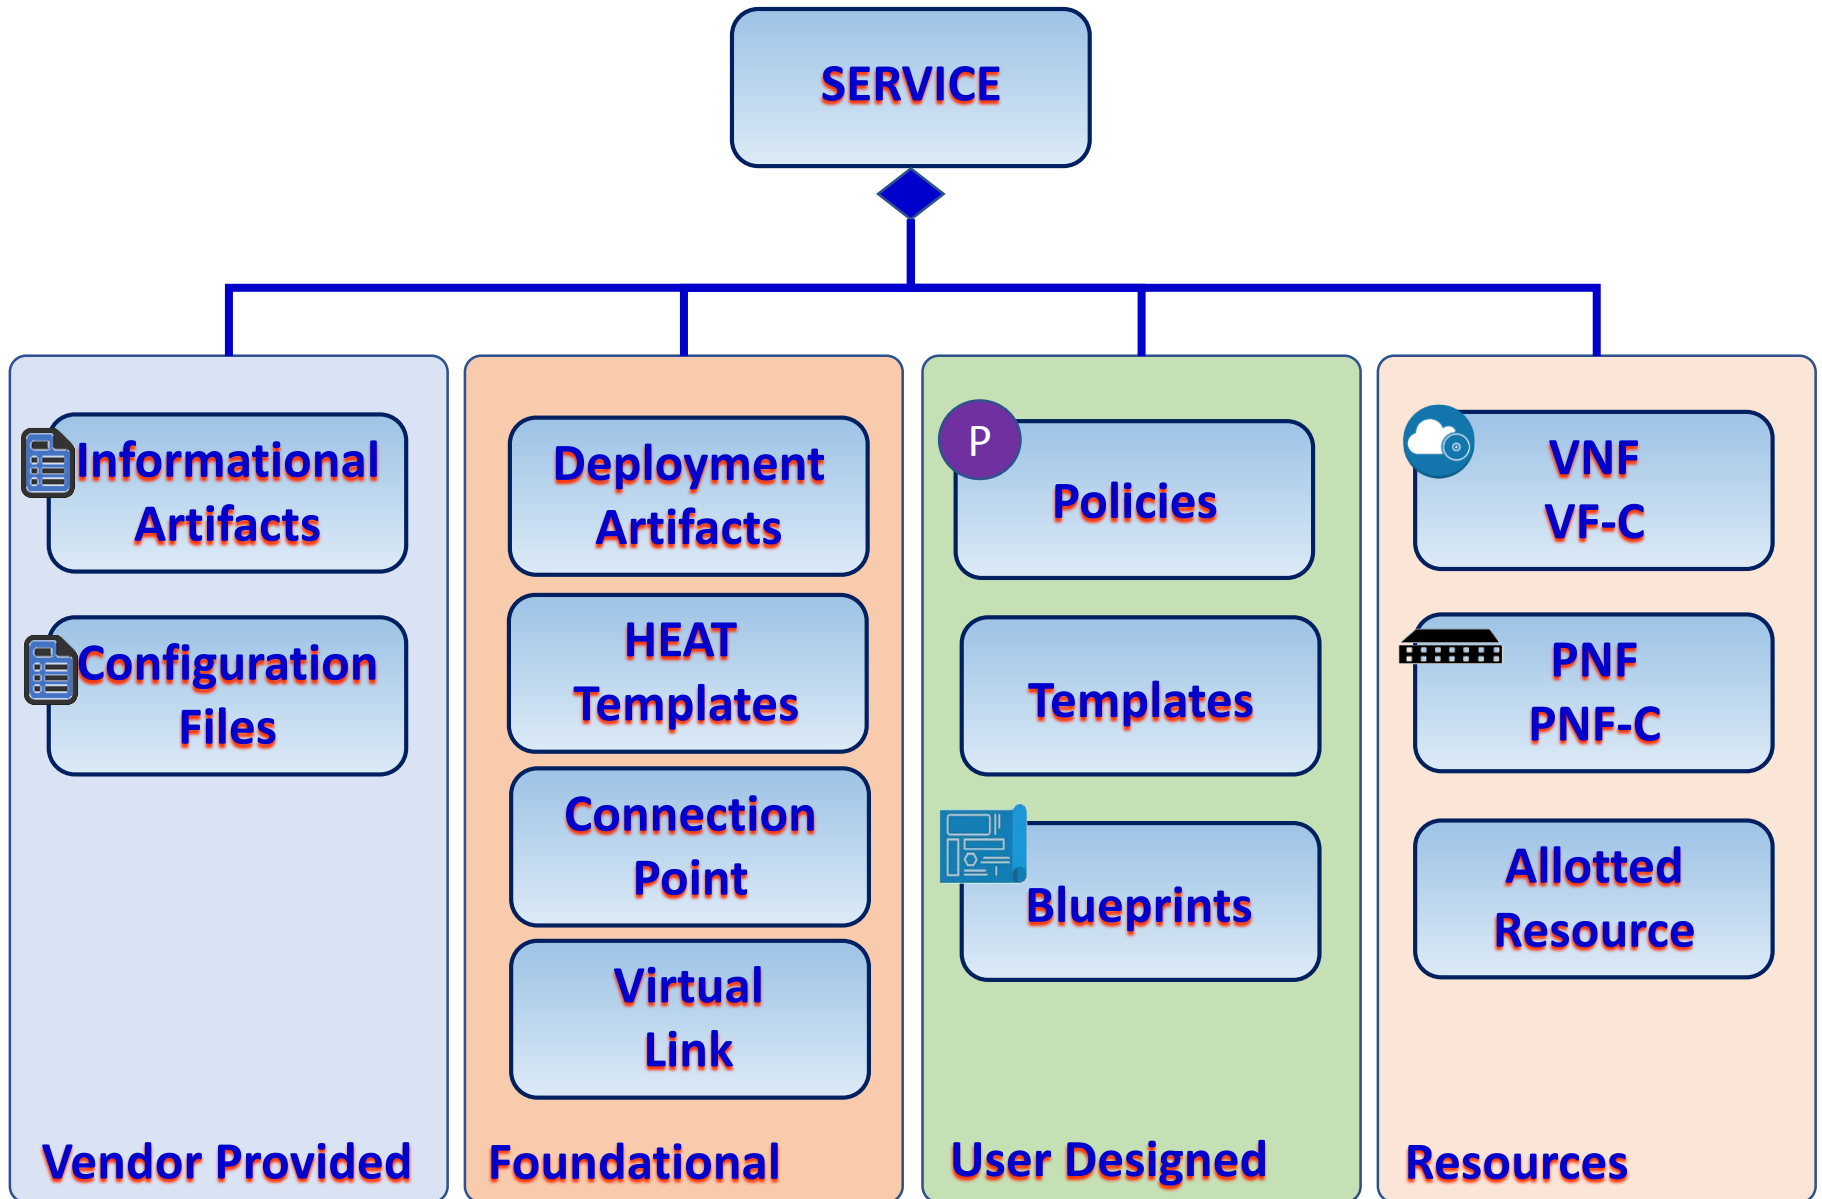 SERVICE
Informational
Artifacts
Configuration
Files
Vendor Provided
Deployment
Artifacts
HEAT
Templates
Connection
Point
Virtual
Link
Foundational
P
Policies
Templates
Blueprints
User Designed
VNF
VF-C
PNF
PNF-C
Allotted
Resource
Resources